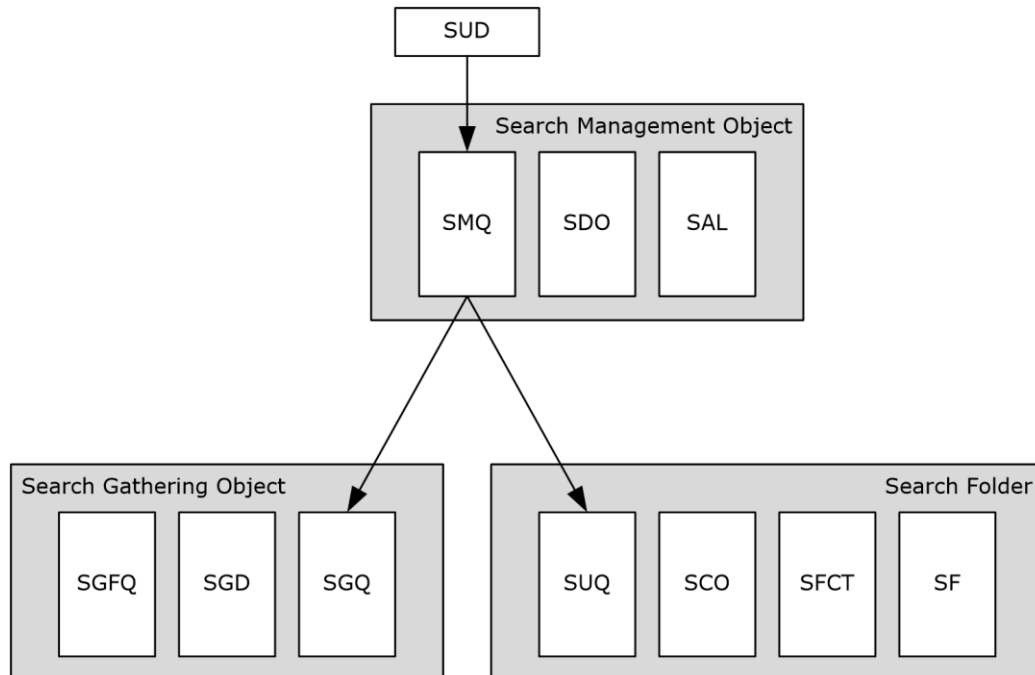 SUD
Search Management Object
SMQ SDO SAL
Search Gathering Object
SGFQ SGD SGQ
Search Folder
SUQ SCO SFCT SF